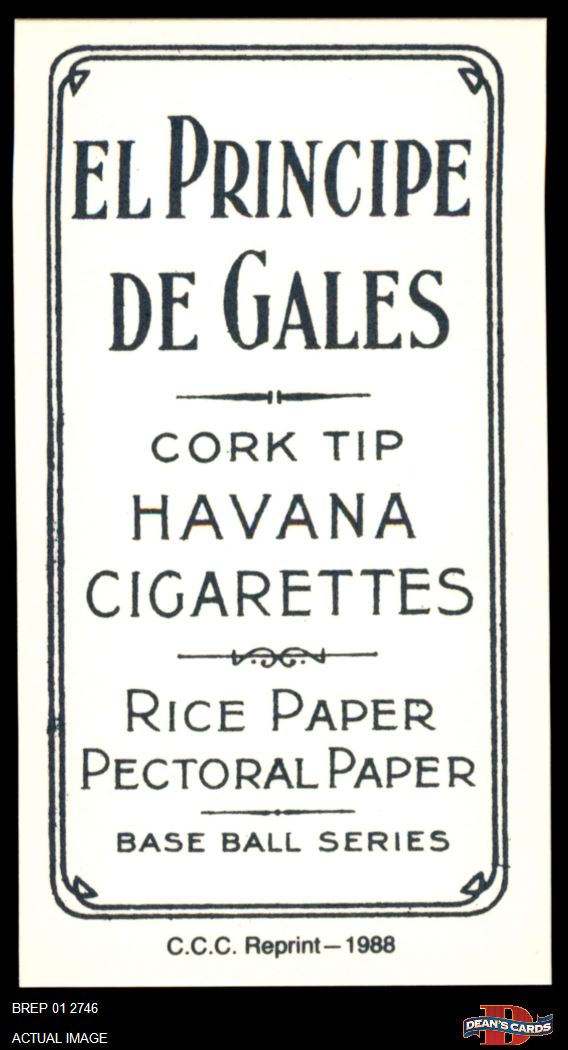 EL PRINCIPE
DE GALES
CORK TIP
HAVANA
CIGARETTES
RICE PAPER
PECTORAL PAPER
BASE BALL SERIES
C.C.C. Reprint—1988
BREP 01 2746
ACTUAL IMAGE
D
DEAN'S CARDS